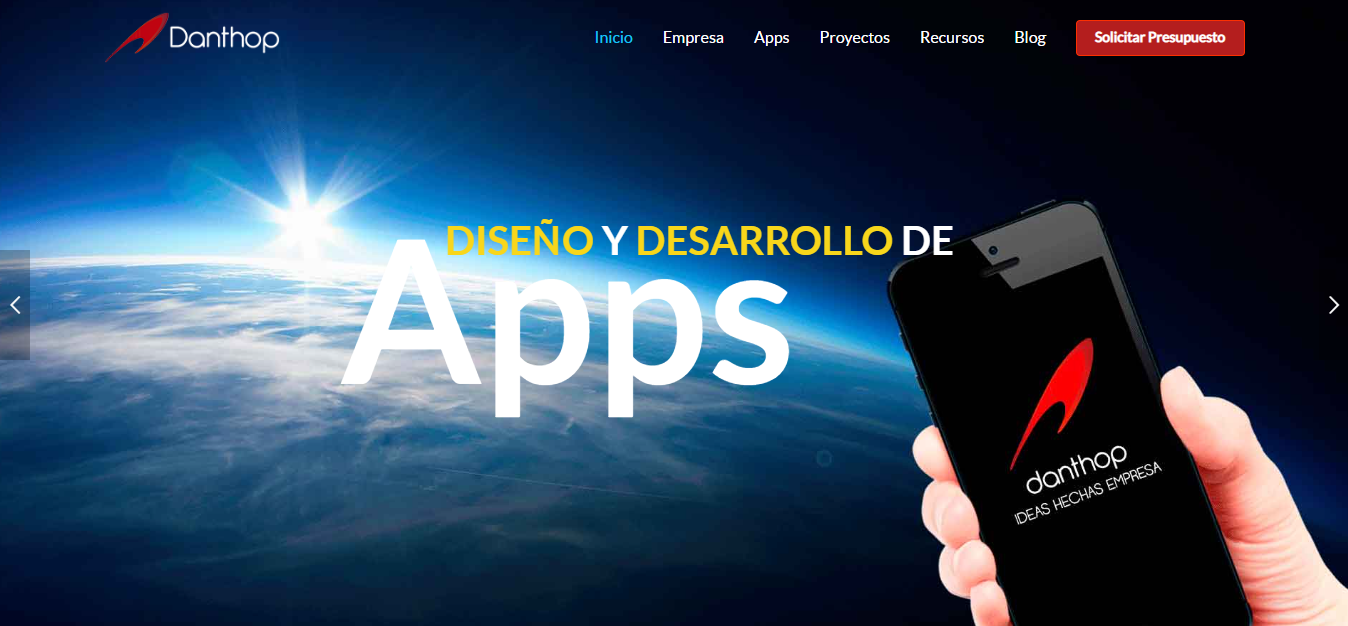 Danthop
Inicio Empresa Apps Proyectos Recursos Blog Solicitar Presupuesto
DISEÑO Y DESARROLLO DE
Apps
danthop
IDEAS HECHAS EMPRESA